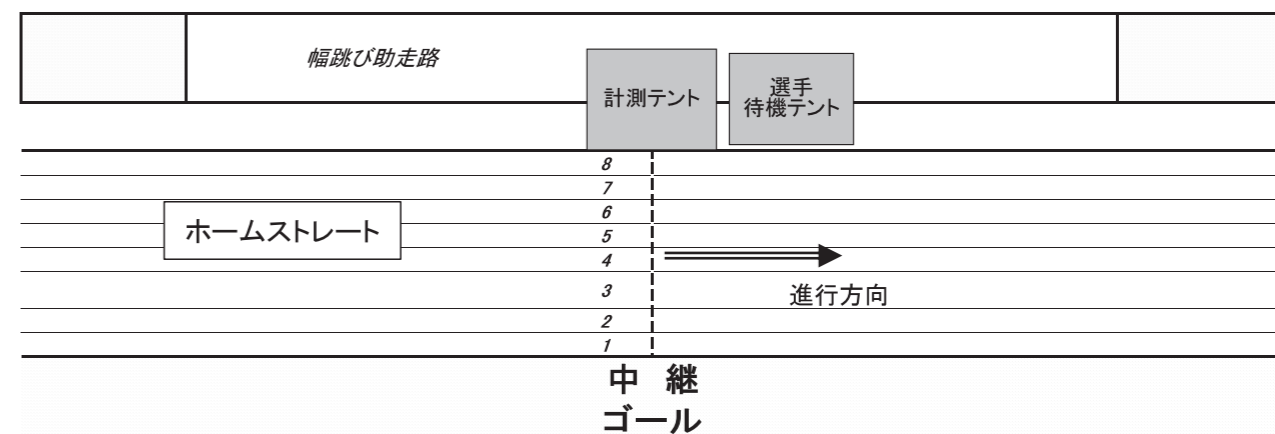 幅跳び助走路
計測テント
選手
待機テント
8
7
6
ホームストレート
5
4
3
進行方向
2
1
中 継
ゴール